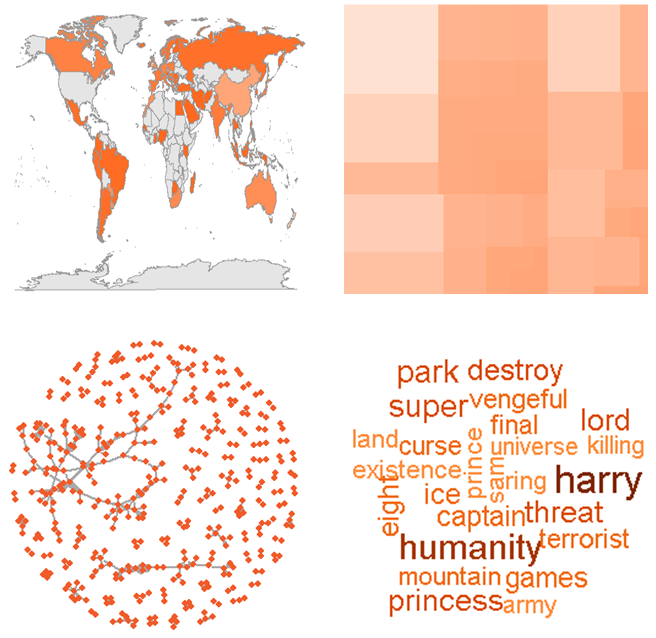 park destroy
super vengeful
final lord
land curse prince universe killing
existence sam ring harry
eight ice
captain threat
humanity terrorist
mountain games
princess army